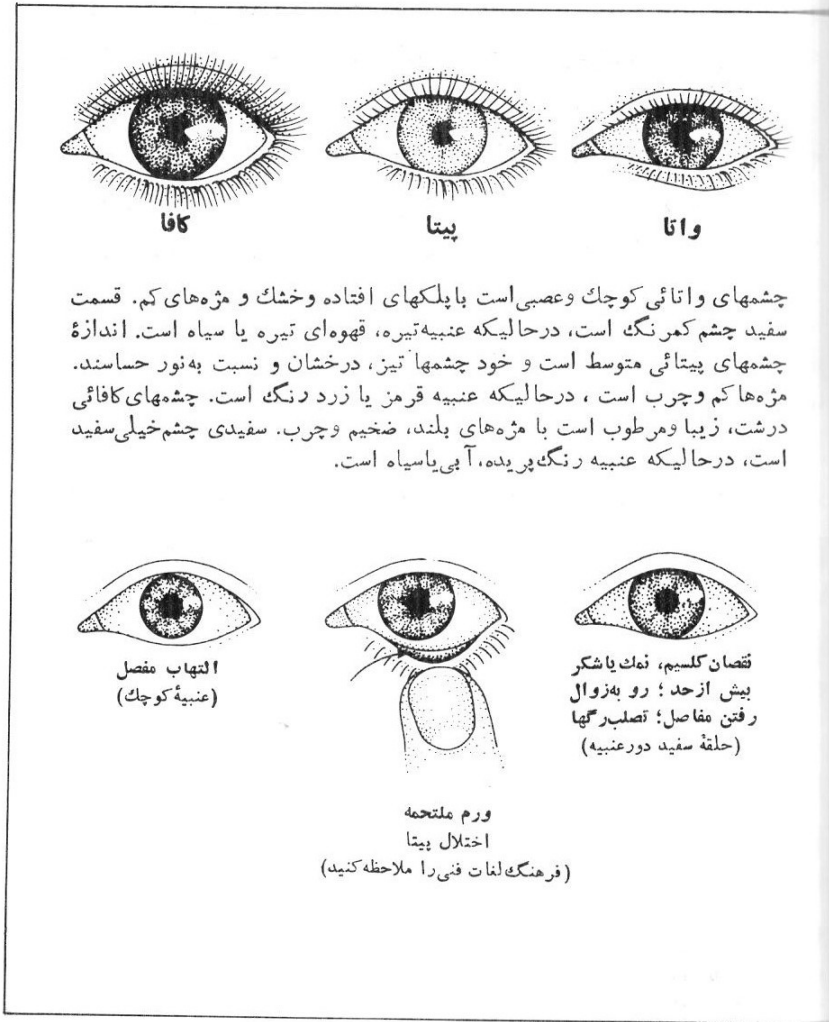 واتا
پیتا
کافا
چشمهای واتائی کوچك وعصبی‌است با پلکهای افتاده وخشك و مژه‌های کم. قسمت
سفید چشم کمرنگ است، درحالیکه عنبیه تیره، قهوه‌ای تیره یا سیاه است. اندازهٔ
چشمهای پیتائی متوسط است و خود چشمها تیز، درخشان و نسبت به‌نور حساسند.
مژه‌ها کم وچرب است ، درحالیکه عنبیه قرمز یا زرد رنگ است. چشمهای‌کافائی
درشت، زیبا ومرطوب است با مژه‌های بلند، ضخیم وچرب. سفیدی چشم‌خیلی‌سفید
است، درحالیکه عنبیه رنگ‌پریده، آبی‌یاسیاه است.
نقصان‌کلسیم، نمك یاشکر
بیش ازحد ؛ رو به‌زوال
رفتن مفاصل؛ تصلب‌رگها
(حلقهٔ سفید دورعنبیه)
ورم ملتحمه
اختلال پیتا
(فرهنگ‌لغات فنی‌را ملاحظه‌کنید)
التهاب مفصل
(عنبیهٔ‌کوچك)